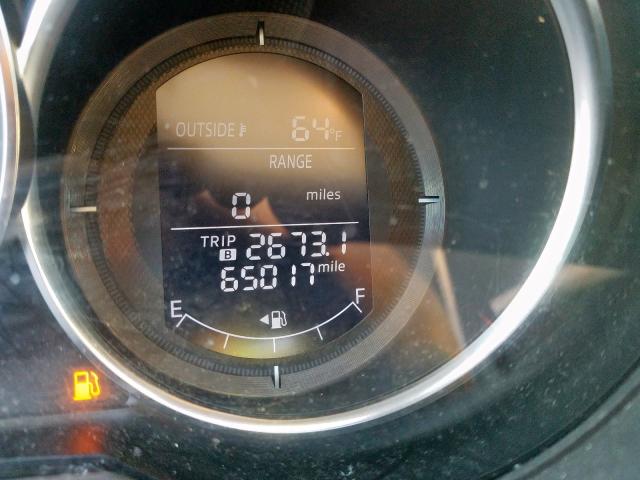 OUTSIDE 64°F
RANGE
0 miles
TRIP B 2673.1
65017 mile
E F